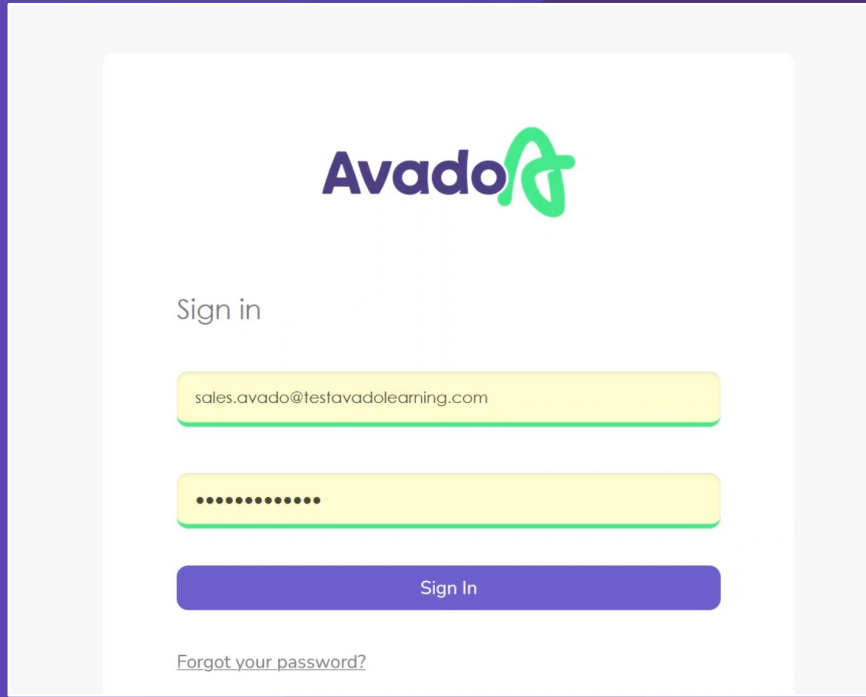 Avado
Sign in
sales.avado@testavadolearning.com
•••••••••••••
Sign In
Forgot your password?